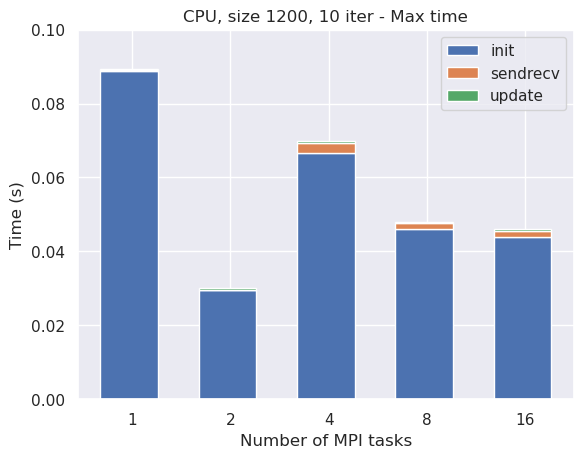 CPU, size 1200, 10 iter - Max time
init
sendrecv
update
Time (s)
0.10
0.08
0.06
0.04
0.02
0.00
1 2 4 8 16
Number of MPI tasks